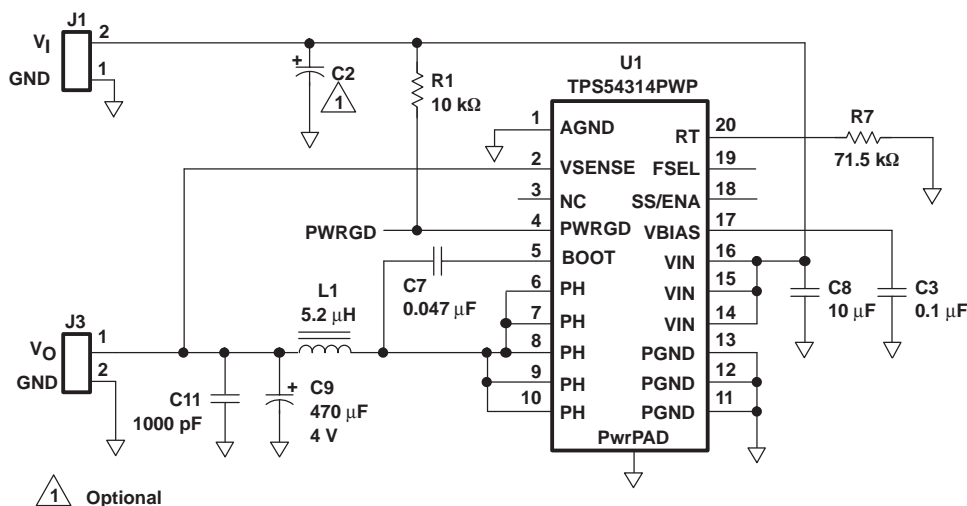 J1
VI
2
GND
1
C2
1
R1
10 kΩ
U1
TPS54314PWP
1 AGND
2 VSENSE
3 NC
4 PWRGD
5 BOOT
6 PH
7 PH
8 PH
9 PH
10 PH
RT 20
FSEL 19
SS/ENA 18
VBIAS 17
VIN 16
VIN 15
VIN 14
PGND 13
PGND 12
PGND 11
PwrPAD
R7
71.5 kΩ
PWRGD
C7
0.047 μF
L1
5.2 μH
C8
10 μF
C3
0.1 μF
J3
VO
1
GND
2
C11
1000 pF
+
C9
470 μF
4 V
+
1 Optional